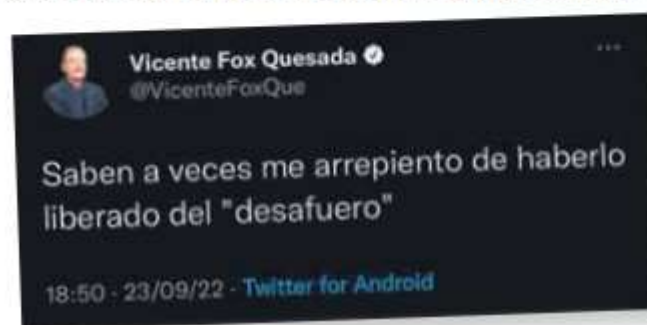 Vicente Fox Quesada
@VicenteFoxQue
Saben a veces me arrepiento de haberlo
liberado del "desafuero"
18:50 · 23/09/22 · Twitter for Android